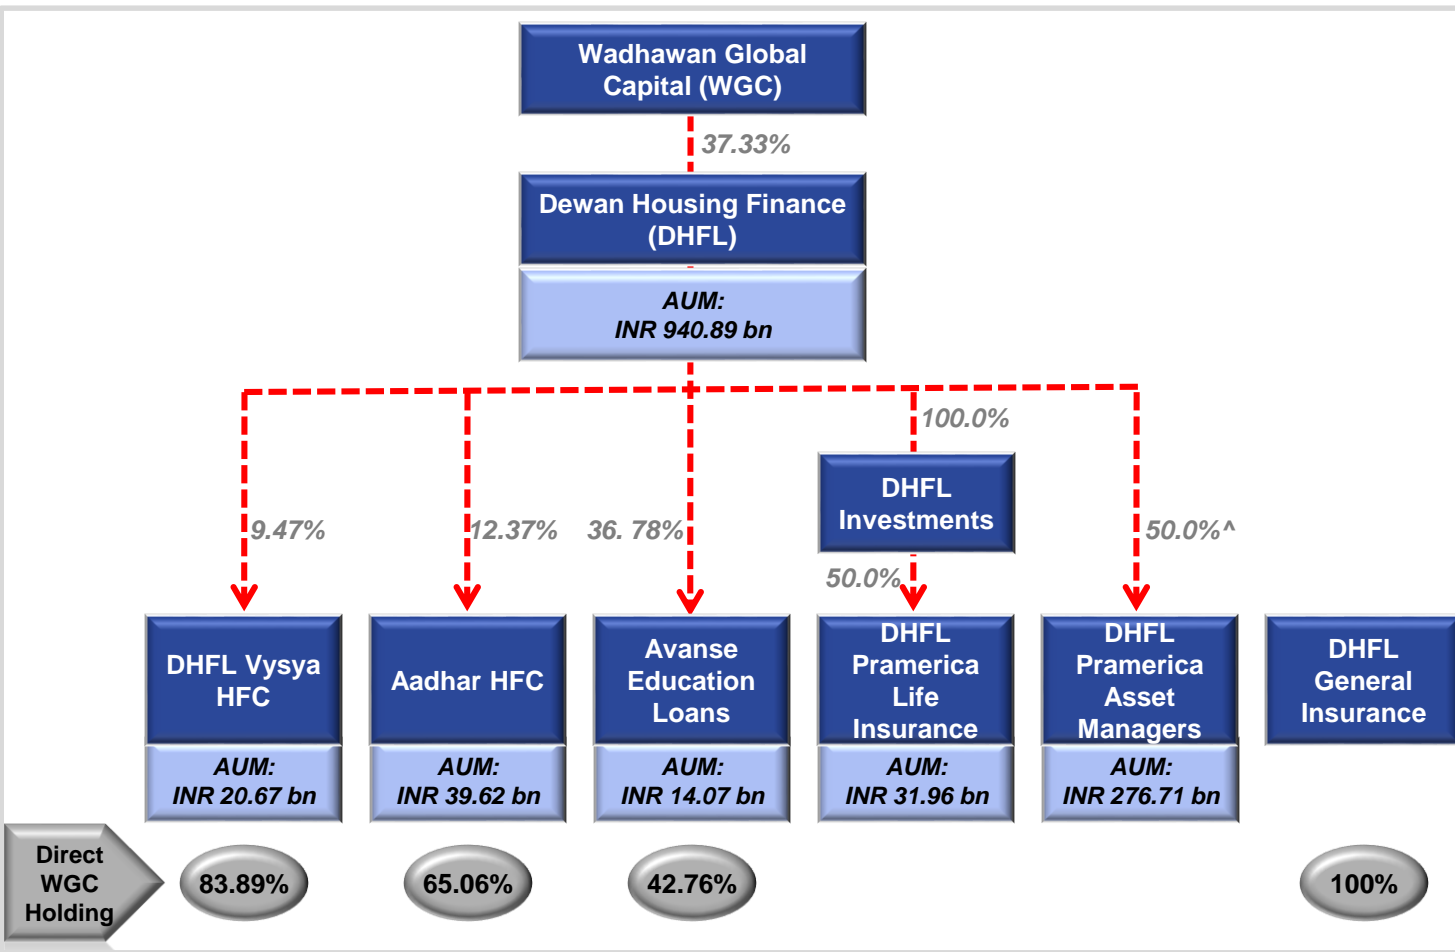 Wadhawan Global
Capital (WGC)
37.33%
Dewan Housing Finance
(DHFL)
AUM:
INR 940.89 bn
100.0%
DHFL
Investments
9.47%
12.37%
36. 78%
50.0%^
50.0%
DHFL Vysya
HFC
AUM:
INR 20.67 bn
Aadhar HFC
AUM:
INR 39.62 bn
Avanse
Education
Loans
AUM:
INR 14.07 bn
DHFL
Pramerica
Life
Insurance
AUM:
INR 31.96 bn
DHFL
Pramerica
Asset
Managers
AUM:
INR 276.71 bn
DHFL
General
Insurance
Direct
WGC
Holding
83.89%
65.06%
42.76%
100%